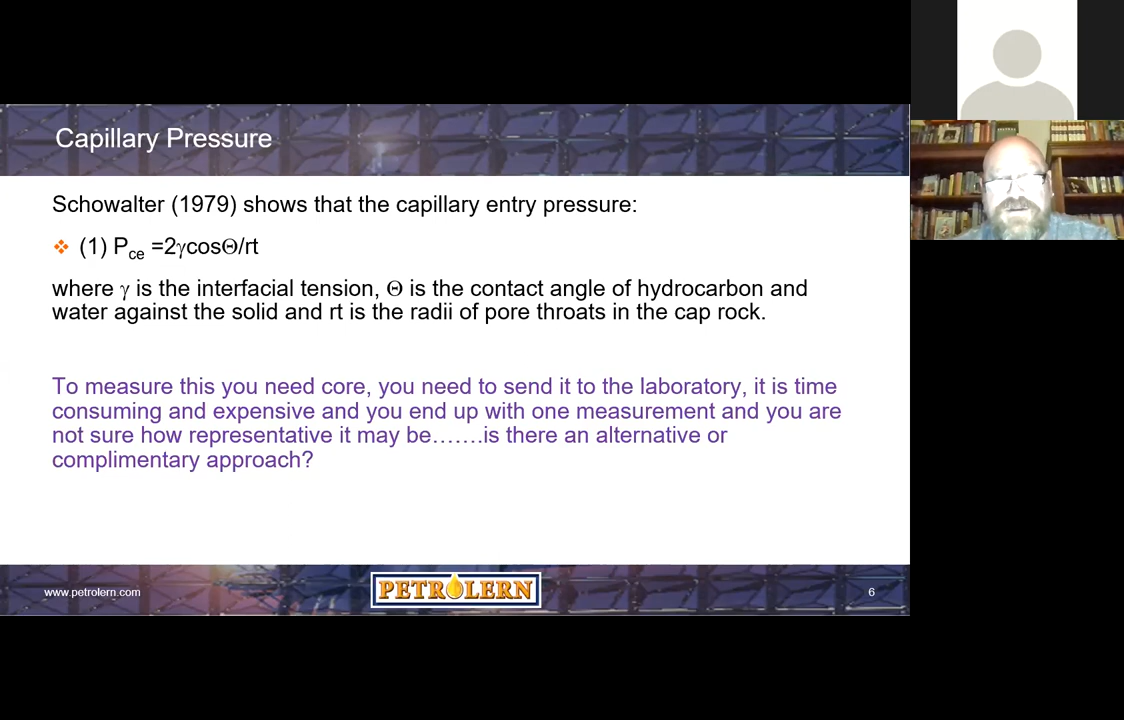 Capillary Pressure
Schowalter (1979) shows that the capillary entry pressure:
❖ (1) Pce =2γcosΘ/rt
where γ is the interfacial tension, Θ is the contact angle of hydrocarbon and
water against the solid and rt is the radii of pore throats in the cap rock.
To measure this you need core, you need to send it to the laboratory, it is time
consuming and expensive and you end up with one measurement and you are
not sure how representative it may be…….is there an alternative or
complimentary approach?
www.petrolern.com
PETROLERN
6